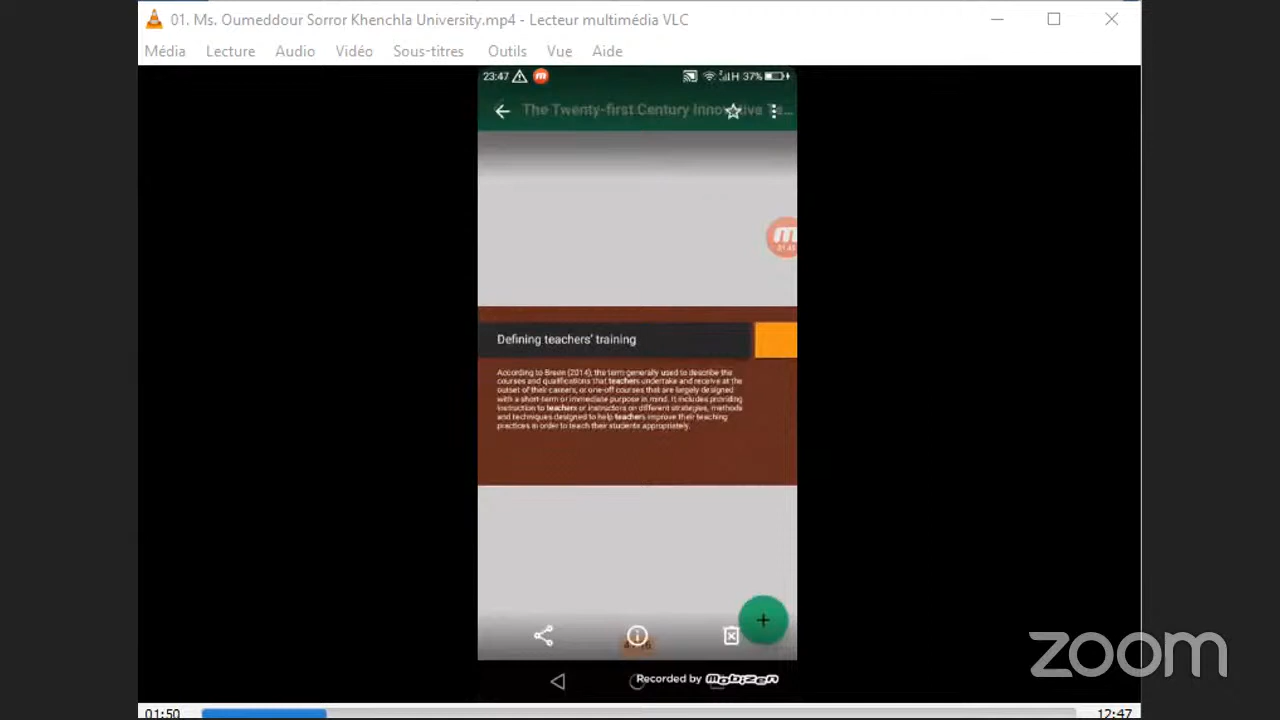 01. Ms. Oumeddour Sorror Khenchla University.mp4 - Lecteur multimédia VLC
Média Lecture Audio Vidéo Sous-titres Outils Vue Aide
23:47 H 37%
The Twenty-first Century Innovative Te...
01:45
Defining teachers' training
According to (2014), the term generally used to describe the
courses and qualifications that teachers undertake and receive at the
outset of their careers, or one-off courses that are largely designed
with a short-term or immediate purpose in mind. It includes providing
instruction to teachers or instructors on different strategies, methods
and techniques designed to help teachers improve their teaching
practices in order to teach their students appropriately.
Recorded by mobizen
zoom
01:50 12:47